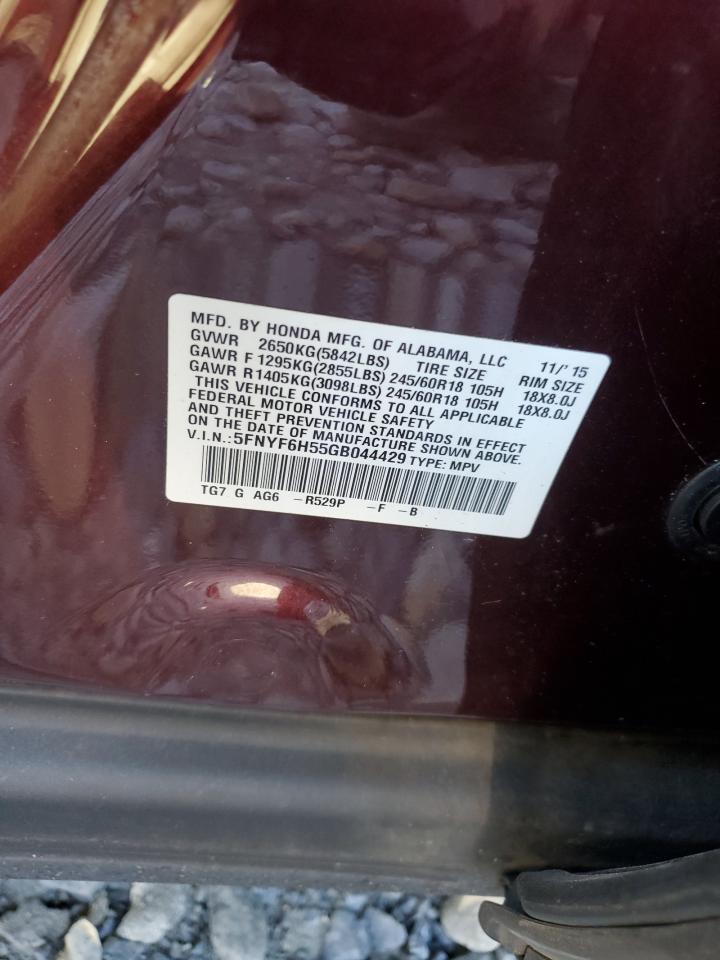 MFD. BY HONDA MFG. OF ALABAMA, LLC 11/'15
GVWR 2650KG(5842LBS) TIRE SIZE RIM SIZE
GAWR F 1295KG(2855LBS) 245/60R18 105H 18X8.0J
GAWR R1405KG(3098LBS) 245/60R18 105H 18X8.0J
THIS VEHICLE CONFORMS TO ALL APPLICABLE
FEDERAL MOTOR VEHICLE SAFETY
AND THEFT PREVENTION STANDARDS IN EFFECT
ON THE DATE OF MANUFACTURE SHOWN ABOVE.
V.I.N.:5FNYF6H55GB044429 TYPE: MPV
TG7 G AG6 -R529P -F -B